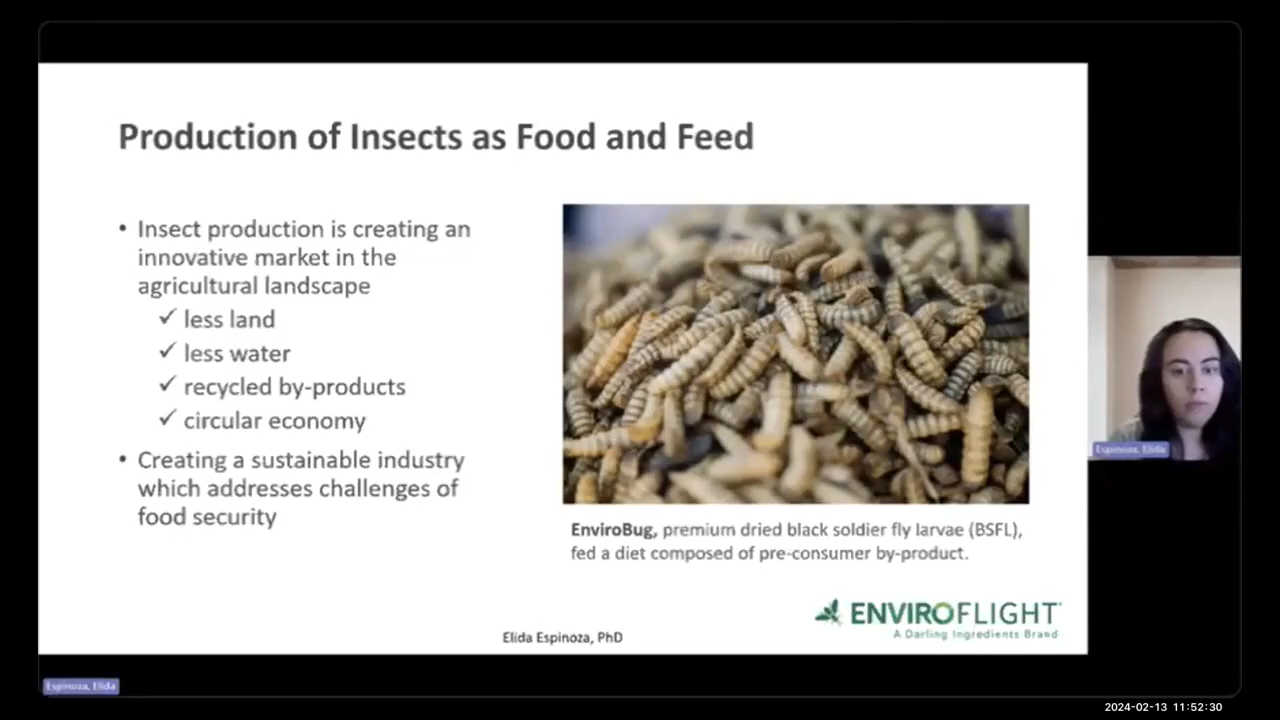 Production of Insects as Food and Feed
• Insect production is creating an
innovative market in the
agricultural landscape
✓ less land
✓ less water
✓ recycled by-products
✓ circular economy
• Creating a sustainable industry
which addresses challenges of
food security
EnviroBug, premium dried black soldier fly larvae (BSFL),
fed a diet composed of pre-consumer by-product.
ENVIROFLIGHT
A Darling Ingredients Brand
Elida Espinoza, PhD
Espinoza, Elida
Espinoza, Elida
2024-02-13 11:52:30